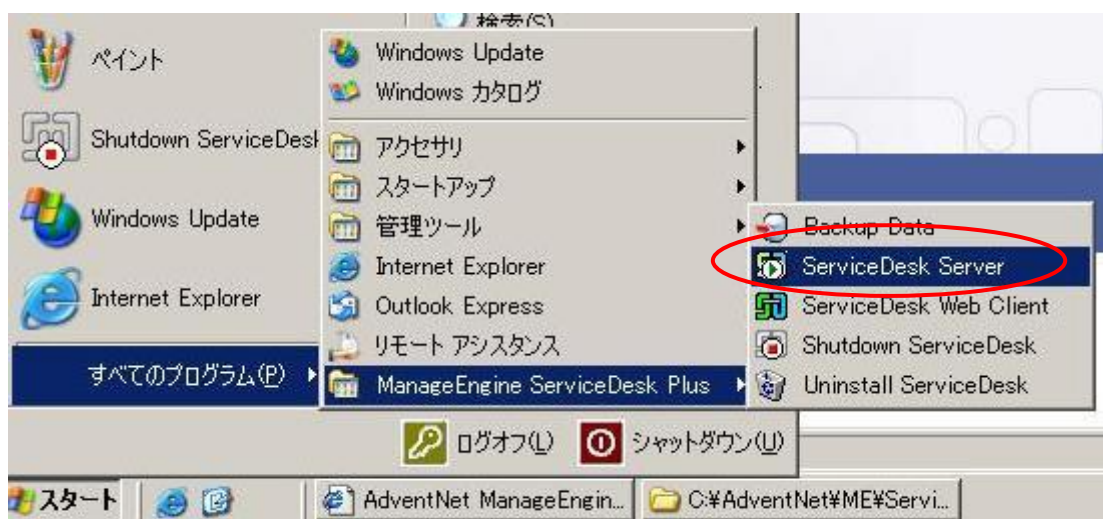 検索(S)
ペイント
Shutdown ServiceDesk
Windows Update
Internet Explorer
すべてのプログラム(P)
Windows Update
Windows カタログ
アクセサリ
スタートアップ
管理ツール
Internet Explorer
Outlook Express
リモート アシスタンス
ManageEngine ServiceDesk Plus
Backup Data
ServiceDesk Server
ServiceDesk Web Client
Shutdown ServiceDesk
Uninstall ServiceDesk
ログオフ(L)
シャットダウン(U)
スタート
AdventNet ManageEngin...
C:¥AdventNet¥ME¥Servi...